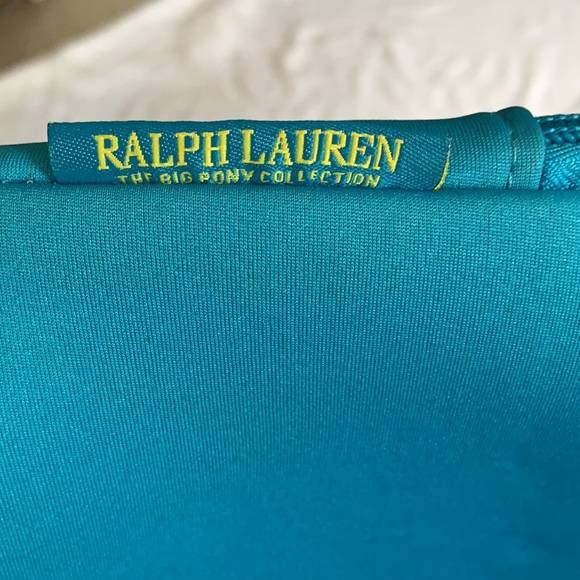 RALPH LAUREN
THE BIG PONY COLLECTION